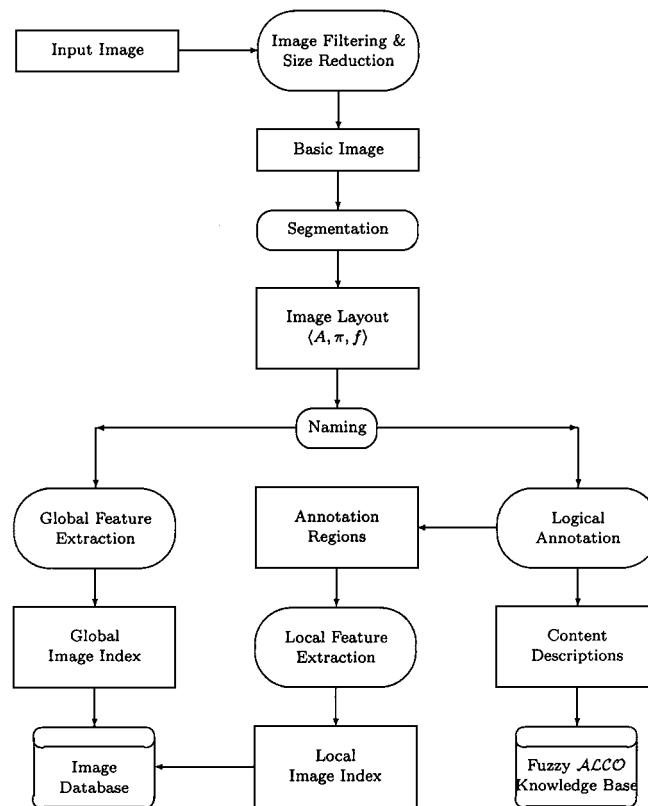 Input Image
Image Filtering &
Size Reduction
Basic Image
Segmentation
Image Layout
⟨A, π, f⟩
Naming
Global Feature
Extraction
Annotation
Regions
Logical
Annotation
Global
Image Index
Local Feature
Extraction
Content
Descriptions
Image
Database
Local
Image Index
Fuzzy 𝒜ℒ𝒞𝒪
Knowledge Base